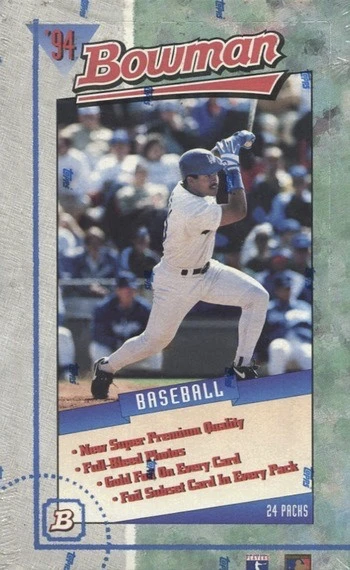 '94
Bowman
BASEBALL
• New Super Premium Quality
• Full-Bleed Photos
• Gold Foil On Every Card
• Foil Subset Card In Every Pack
24 PACKS
B